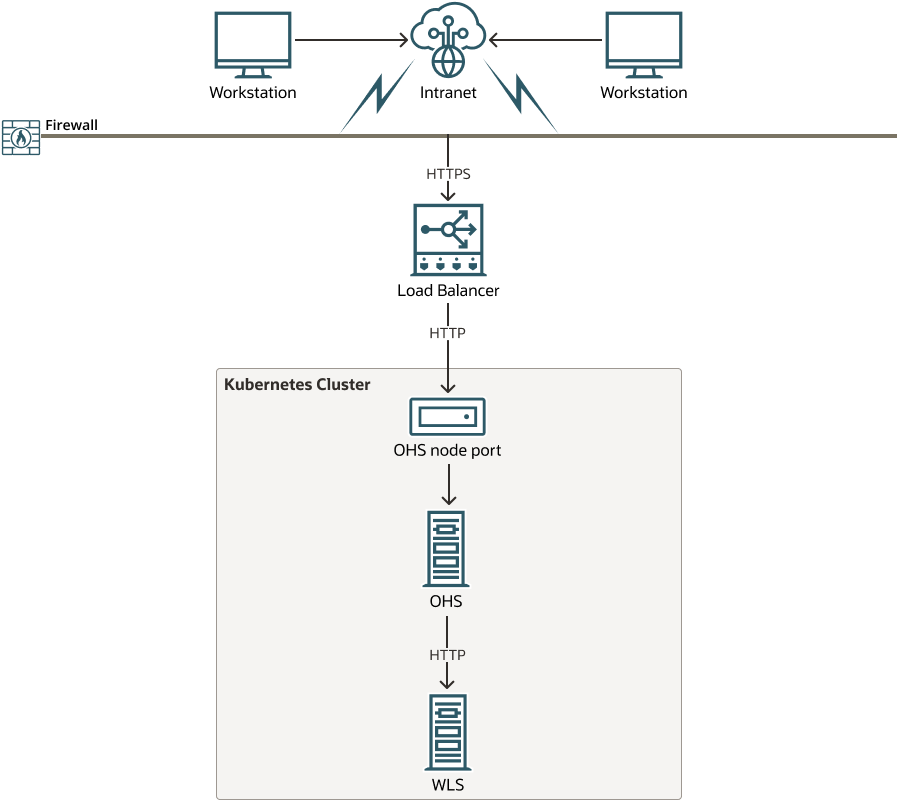 Workstation
Intranet
Workstation
Firewall
HTTPS
Load Balancer
HTTP
Kubernetes Cluster
OHS node port
OHS
HTTP
WLS